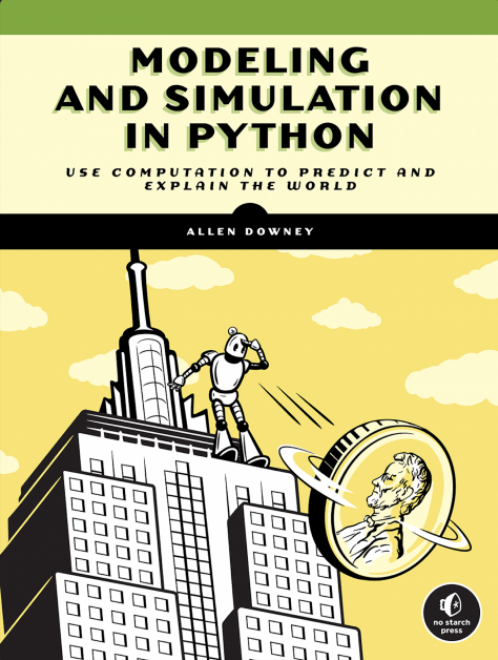 MODELING
AND SIMULATION
IN PYTHON
USE COMPUTATION TO PREDICT AND
EXPLAIN THE WORLD
ALLEN DOWNEY
no starch
press